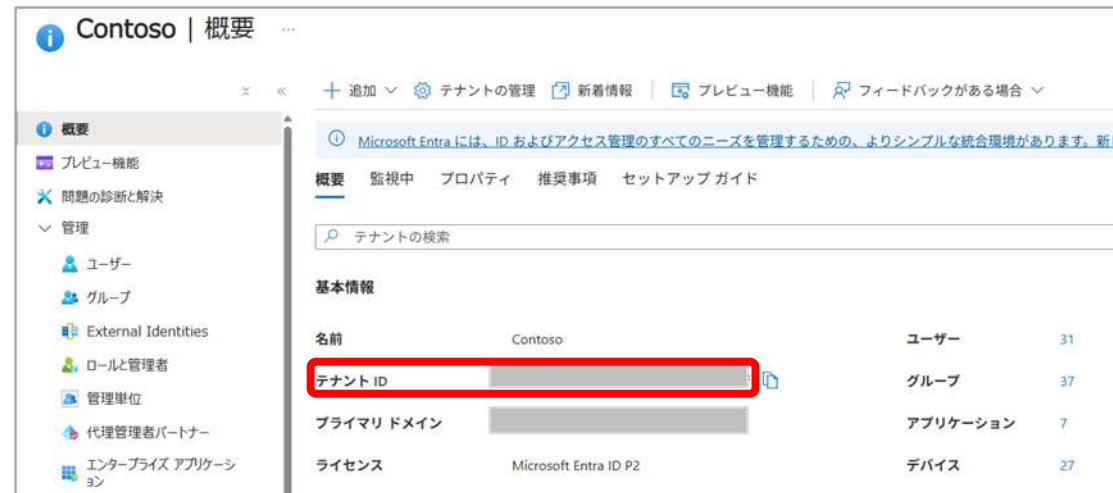 Contoso | 概要 ...
追加 テナントの管理 新着情報 プレビュー機能 フィードバックがある場合
概要
プレビュー機能
問題の診断と解決
管理
ユーザー
グループ
External Identities
ロールと管理者
管理単位
代理管理者パートナー
エンタープライズ アプリケーシ
ョン
Microsoft Entra には、ID およびアクセス管理のすべてのニーズを管理するための、よりシンプルな統合環境があります。新し
概要 監視中 プロパティ 推奨事項 セットアップ ガイド
テナントの検索
基本情報
名前 Contoso ユーザー 31
テナント ID グループ 37
プライマリ ドメイン アプリケーション 7
ライセンス Microsoft Entra ID P2 デバイス 27